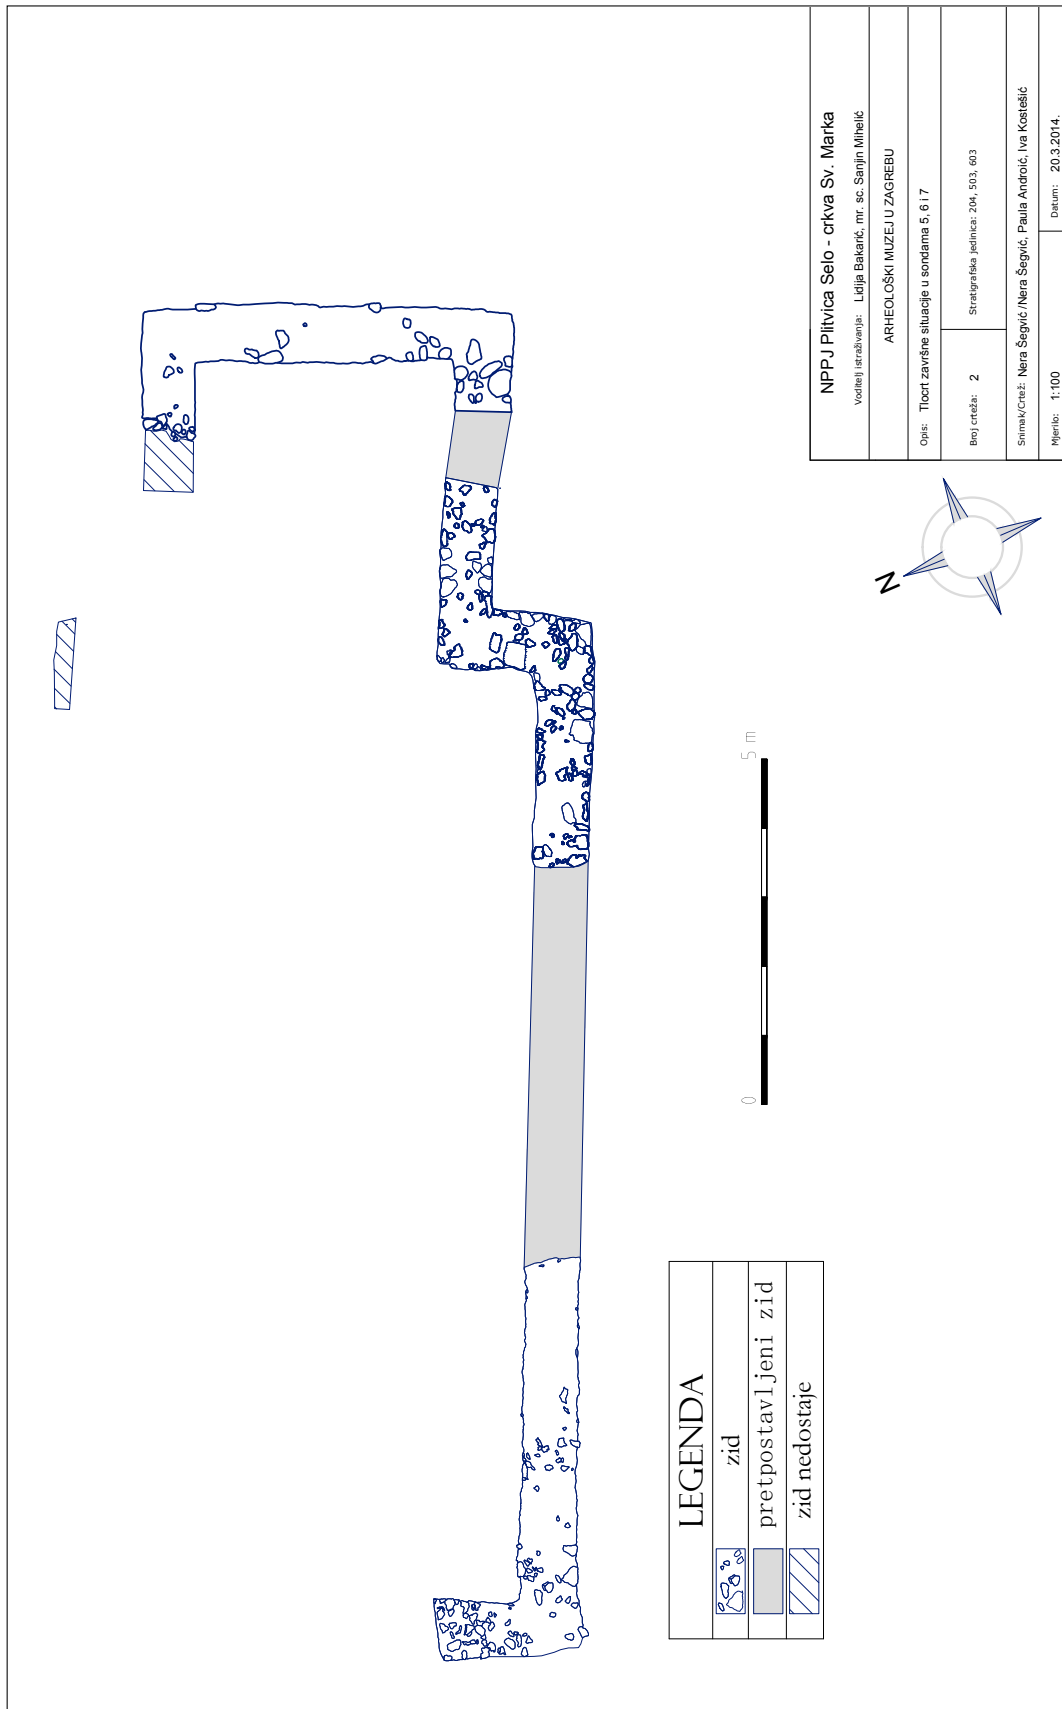 NPPJ Plitvica Selo - crkva Sv. Marka
Voditelj istraživanja: Lidija Bakarić, mr. sc. Sanjin Mihelić
ARHEOLOŠKI MUZEJ U ZAGREBU
Opis: Tlocrt završne situacije u sondama 5, 6 i 7
Broj crteža: 2
Stratigrafska jedinica: 204, 503, 603
Snimak/Crtež: Nera Šegvić /Nera Šegvić, Paula Androić, Iva Kostešić
Mjerilo: 1:100
Datum: 20.3.2014.
N
0
5 m
LEGENDA
zid
pretpostavljeni zid
zid nedostaje